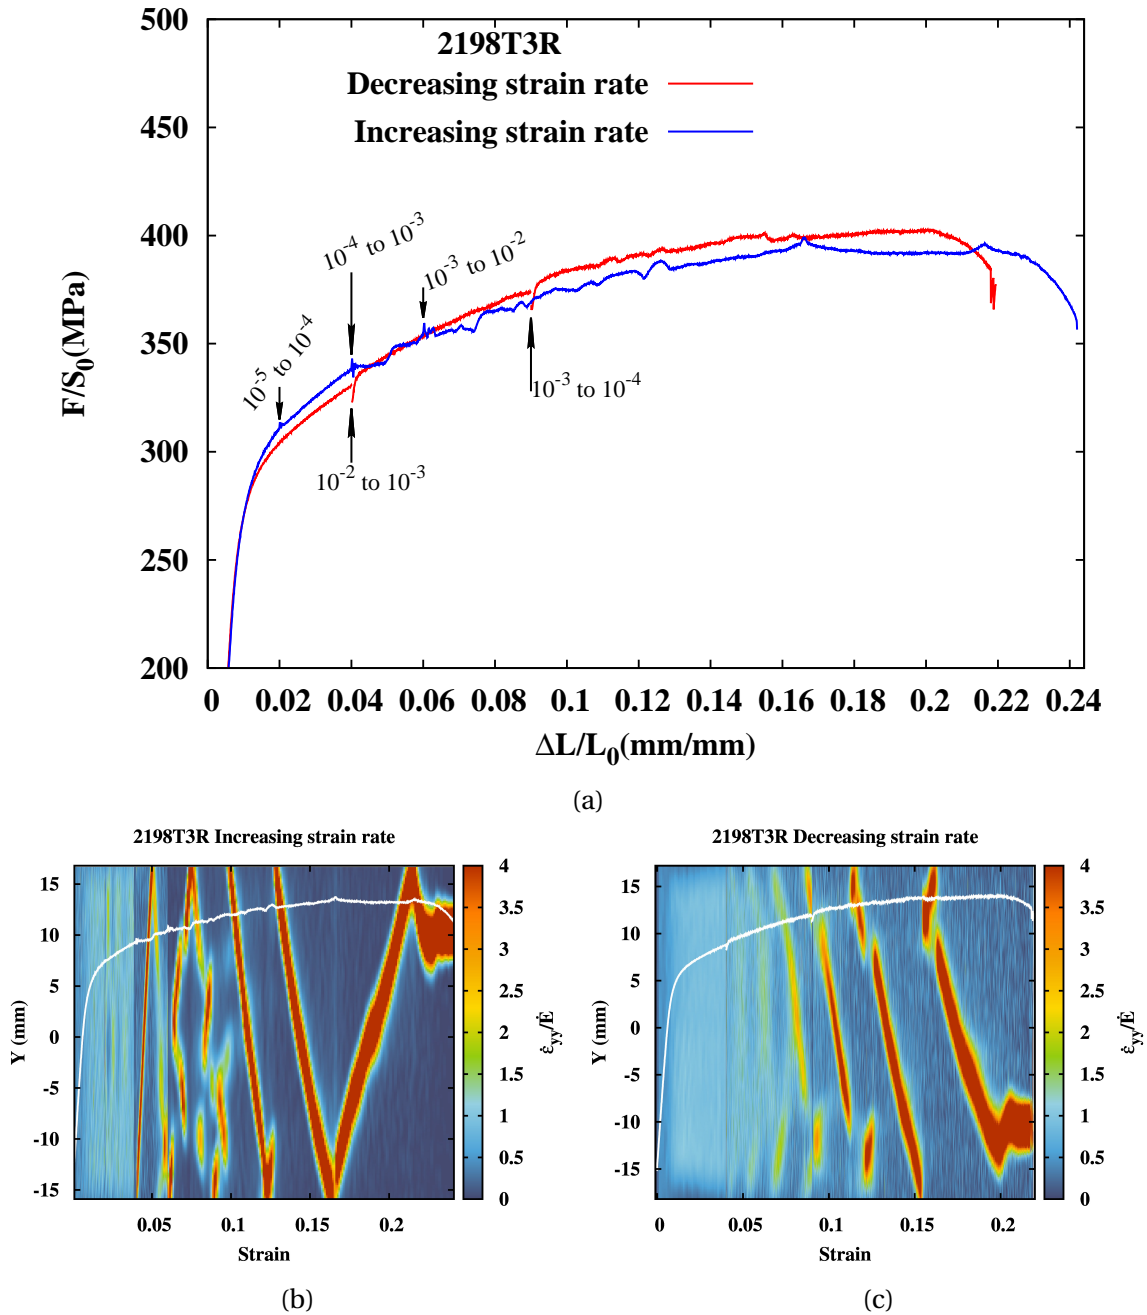 500
2198T3R
Decreasing strain rate
Increasing strain rate
450
400
10⁻⁴ to 10⁻³
10⁻³ to 10⁻²
350
10⁻⁵ to 10⁻⁴
10⁻³ to 10⁻⁴
300
10⁻² to 10⁻³
250
200
F/S₀(MPa)
0 0.02 0.04 0.06 0.08 0.1 0.12 0.14 0.16 0.18 0.2 0.22 0.24
ΔL/L₀(mm/mm)
(a)
2198T3R Increasing strain rate
15
10
5
0
-5
-10
-15
Y (mm)
0.05 0.1 0.15 0.2
Strain
4
3.5
3
2.5
2
1.5
1
0.5
0
ε̇yy/Ė
(b)
2198T3R Decreasing strain rate
15
10
5
0
-5
-10
-15
Y (mm)
0 0.05 0.1 0.15 0.2
Strain
4
3.5
3
2.5
2
1.5
1
0.5
0
ε̇yy/Ė
(c)